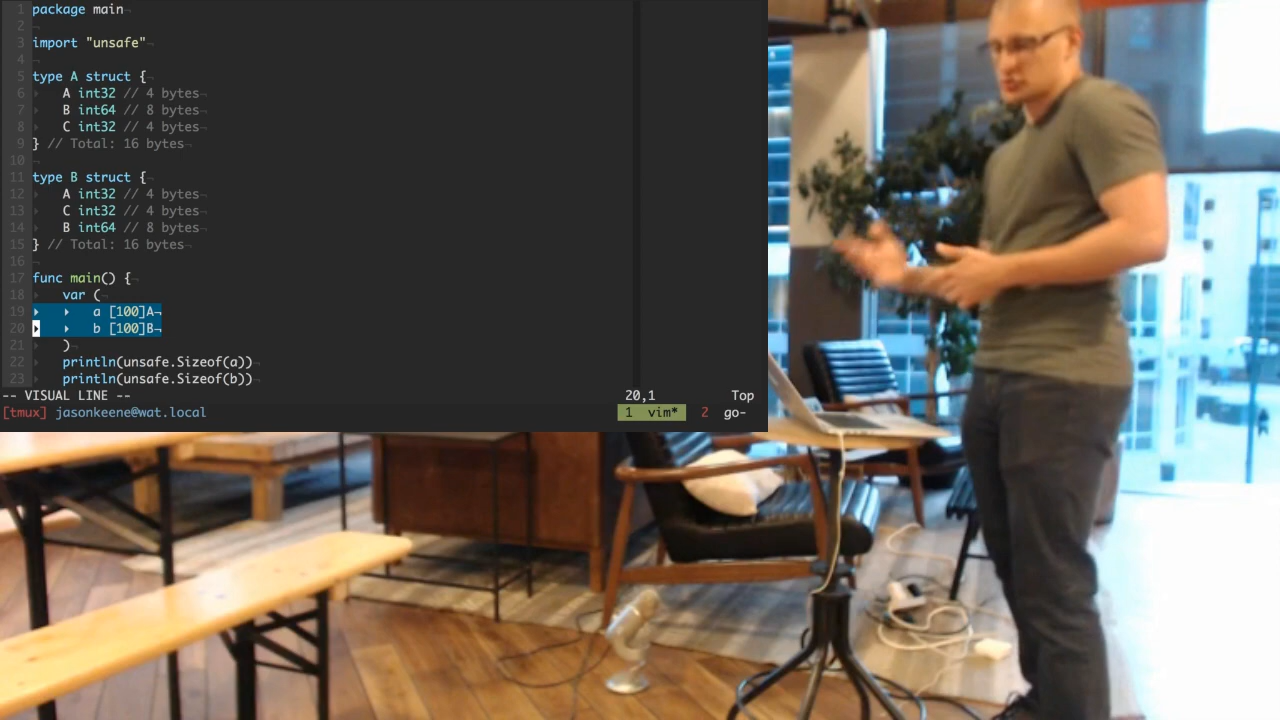 1 package main
2
3 import "unsafe"
4
5 type A struct {
6 A int32 // 4 bytes
7 B int64 // 8 bytes
8 C int32 // 4 bytes
9 } // Total: 16 bytes
10
11 type B struct {
12 A int32 // 4 bytes
13 C int32 // 4 bytes
14 B int64 // 8 bytes
15 } // Total: 16 bytes
16
17 func main() {
18 var (
19 a [100]A
20 b [100]B
21 )
22 println(unsafe.Sizeof(a))
23 println(unsafe.Sizeof(b))
-- VISUAL LINE -- 20,1 Top
[tmux] jasonkeene@wat.local 1 vim* 2 go-